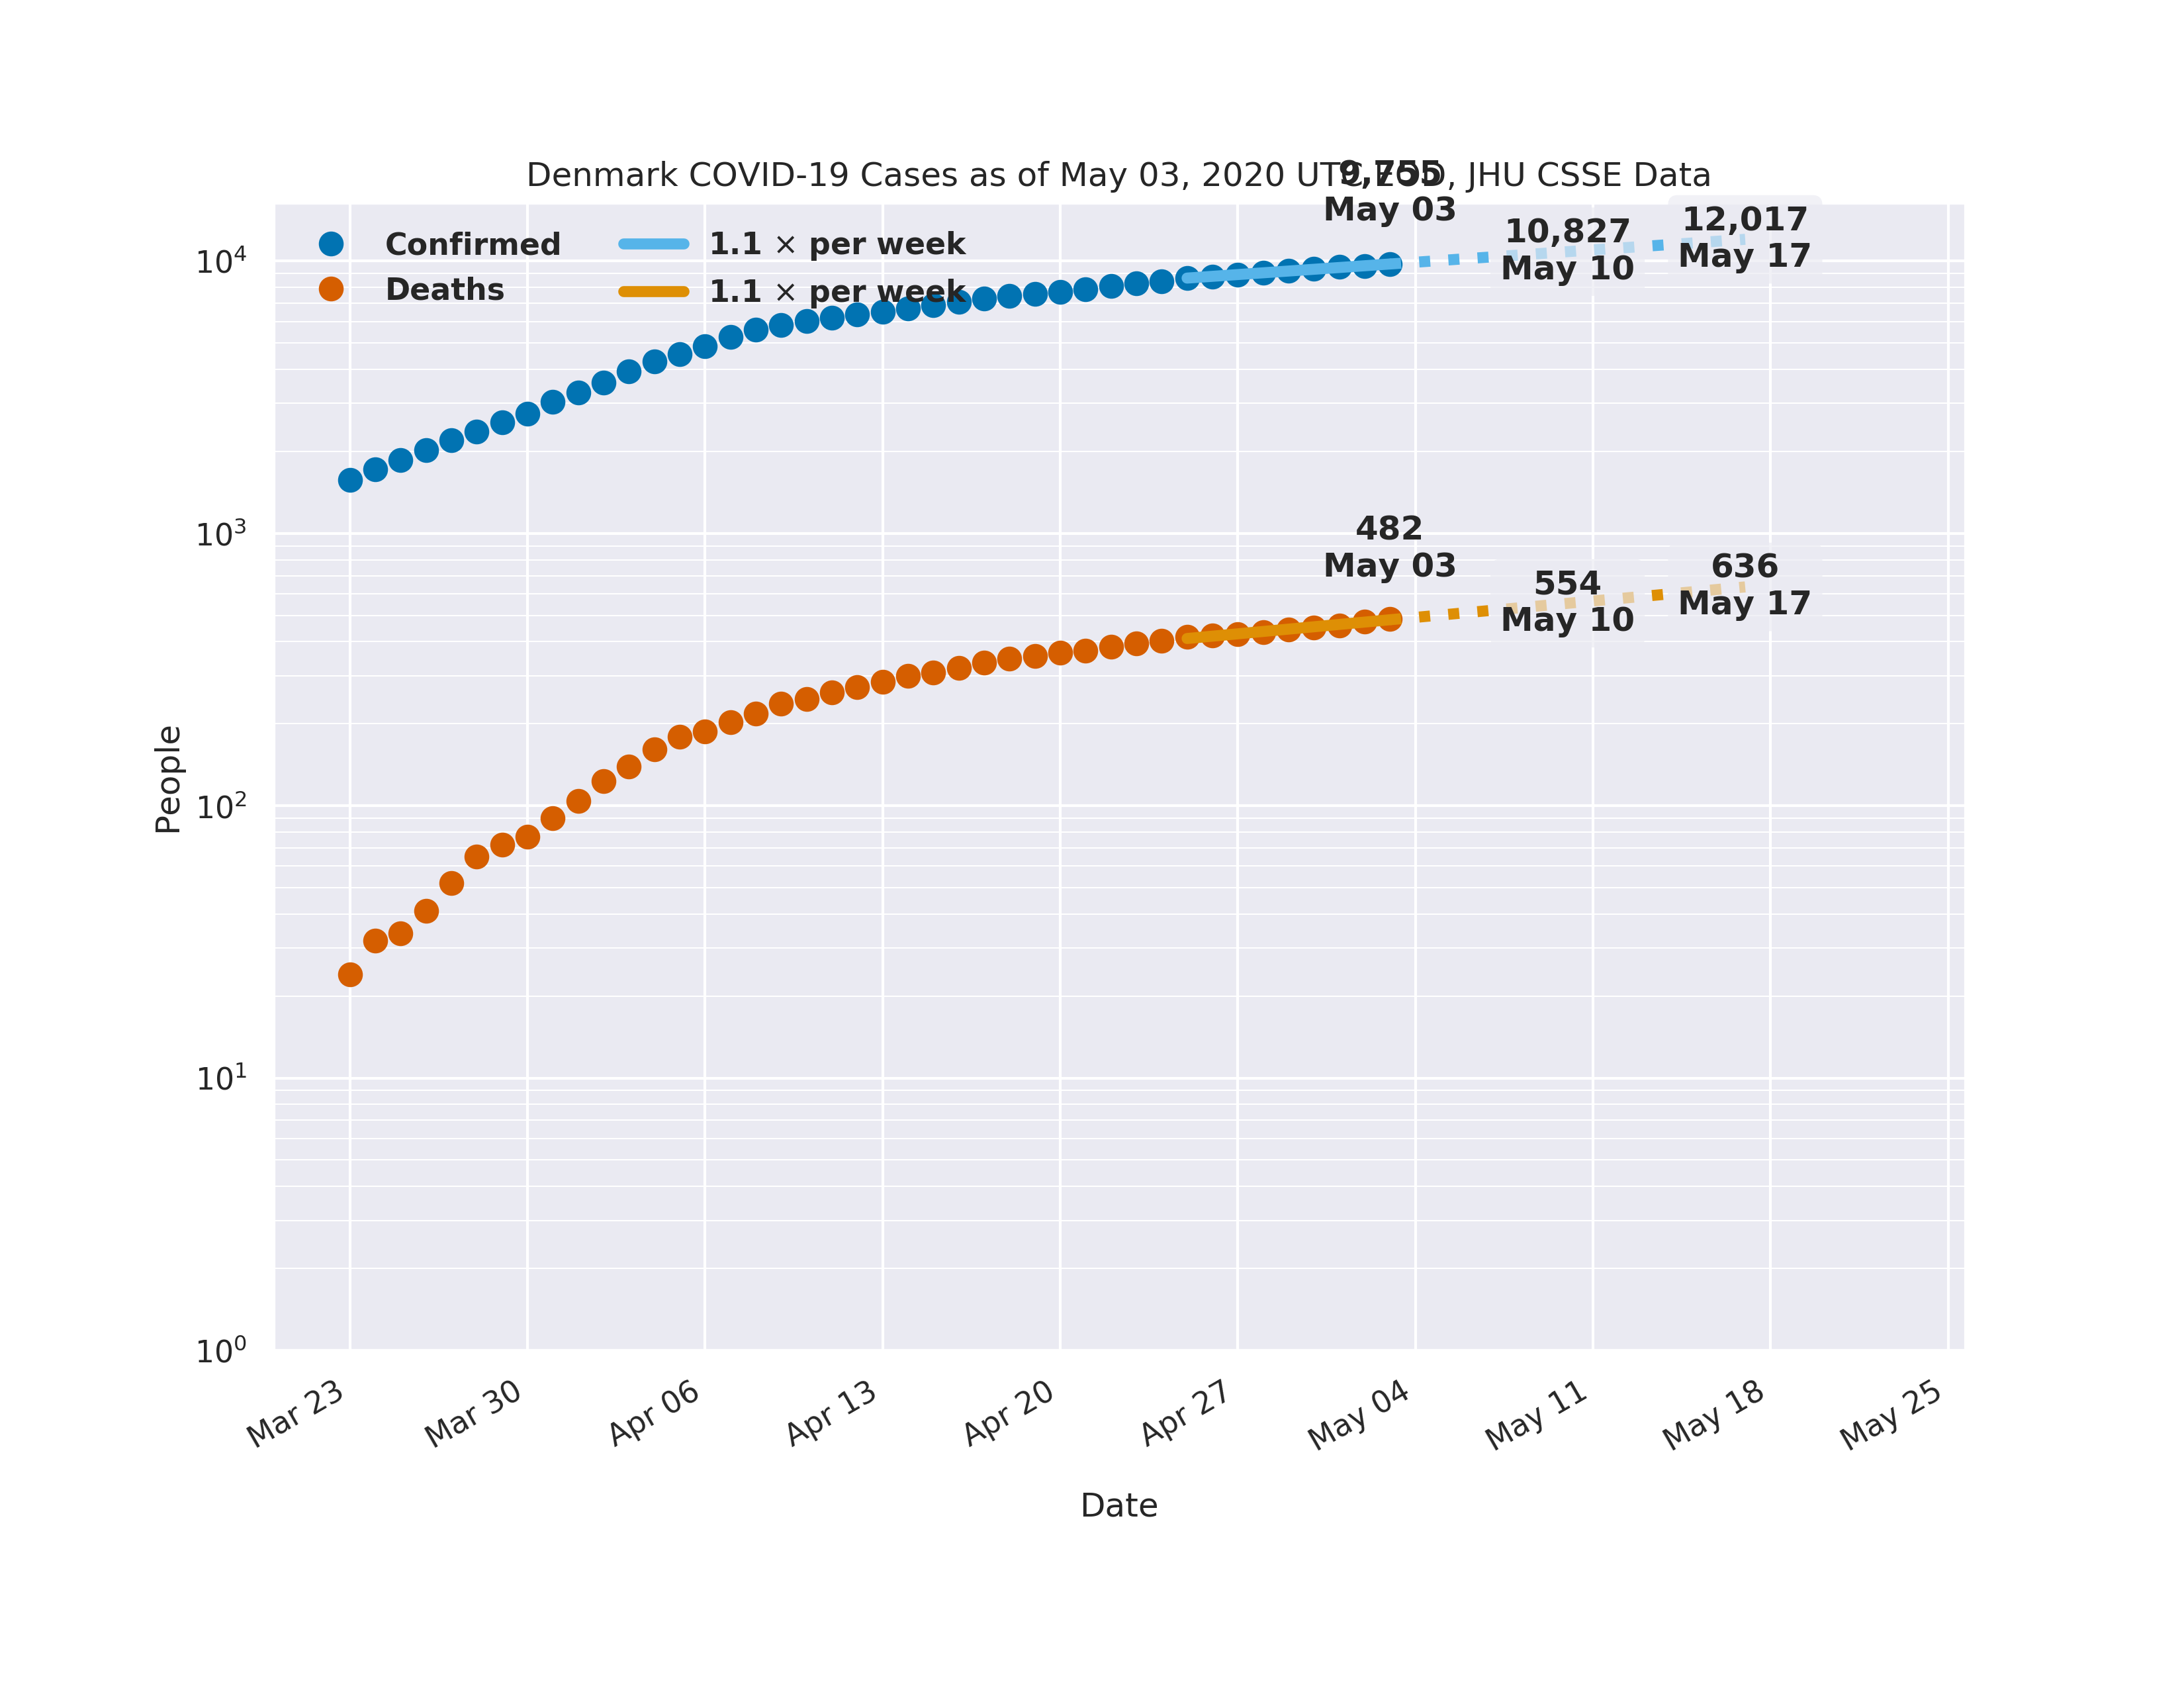 Denmark COVID-19 Cases as of May 03, 2020 UTC EOD, JHU CSSE Data
9,755
May 03
10,827
May 10
12,017
May 17
Confirmed
Deaths
1.1 × per week
1.1 × per week
482
May 03
554
May 10
636
May 17
People
10⁴
10³
10²
10¹
10⁰
Mar 23
Mar 30
Apr 06
Apr 13
Apr 20
Apr 27
May 04
May 11
May 18
May 25
Date